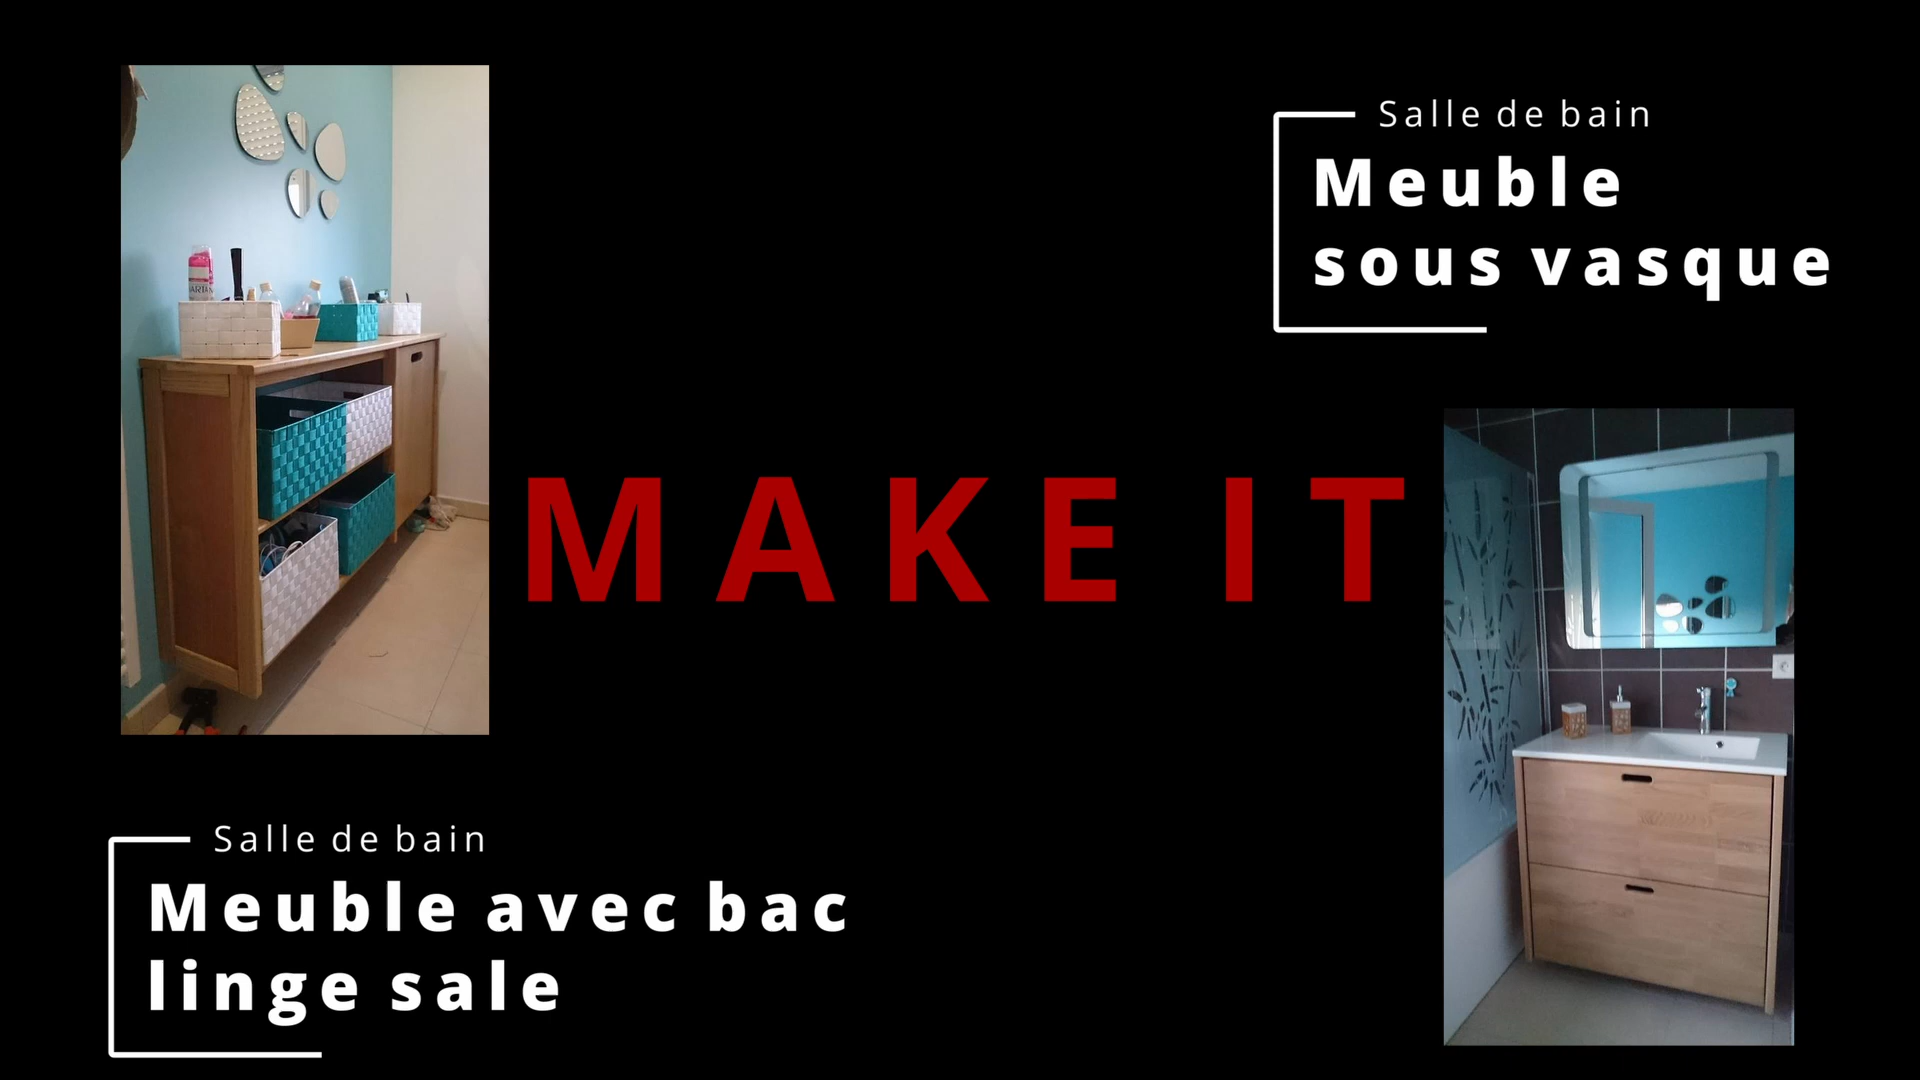 Salle de bain
Meuble
sous vasque
MAKE IT
Salle de bain
Meuble avec bac
linge sale